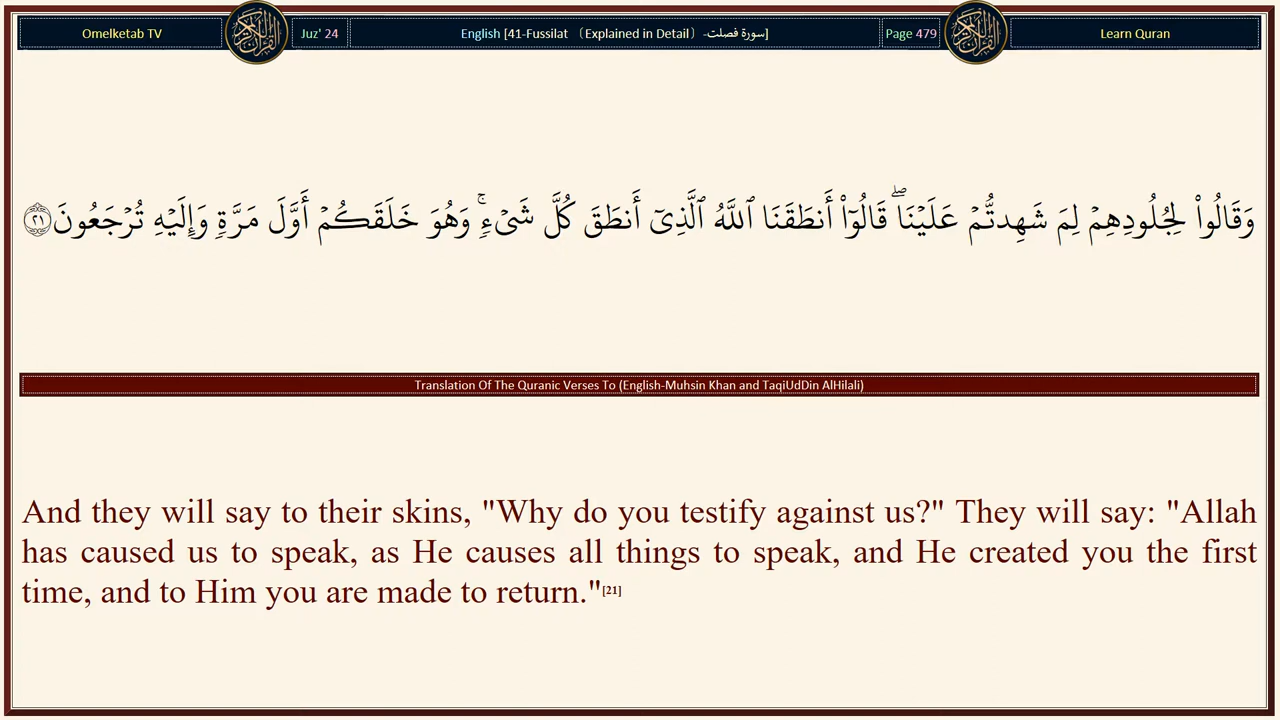 Omelketab TV
Juz' 24
English [41-Fussilat （Explained in Detail） -سورة فصلت]
Page 479
Learn Quran
وَقَالُوا۟ لِجُلُودِهِمْ لِمَ شَهِدتُّمْ عَلَيْنَا ۖ قَالُوٓا۟ أَنطَقَنَا ٱللَّهُ ٱلَّذِىٓ أَنطَقَ كُلَّ شَىْءٍ ۚ وَهُوَ خَلَقَكُمْ أَوَّلَ مَرَّةٍ وَإِلَيْهِ تُرْجَعُونَ ٢١
Translation Of The Quranic Verses To (English-Muhsin Khan and TaqiUdDin AlHilali)
And they will say to their skins, "Why do you testify against us?" They will say: "Allah
has caused us to speak, as He causes all things to speak, and He created you the first
time, and to Him you are made to return."[21]